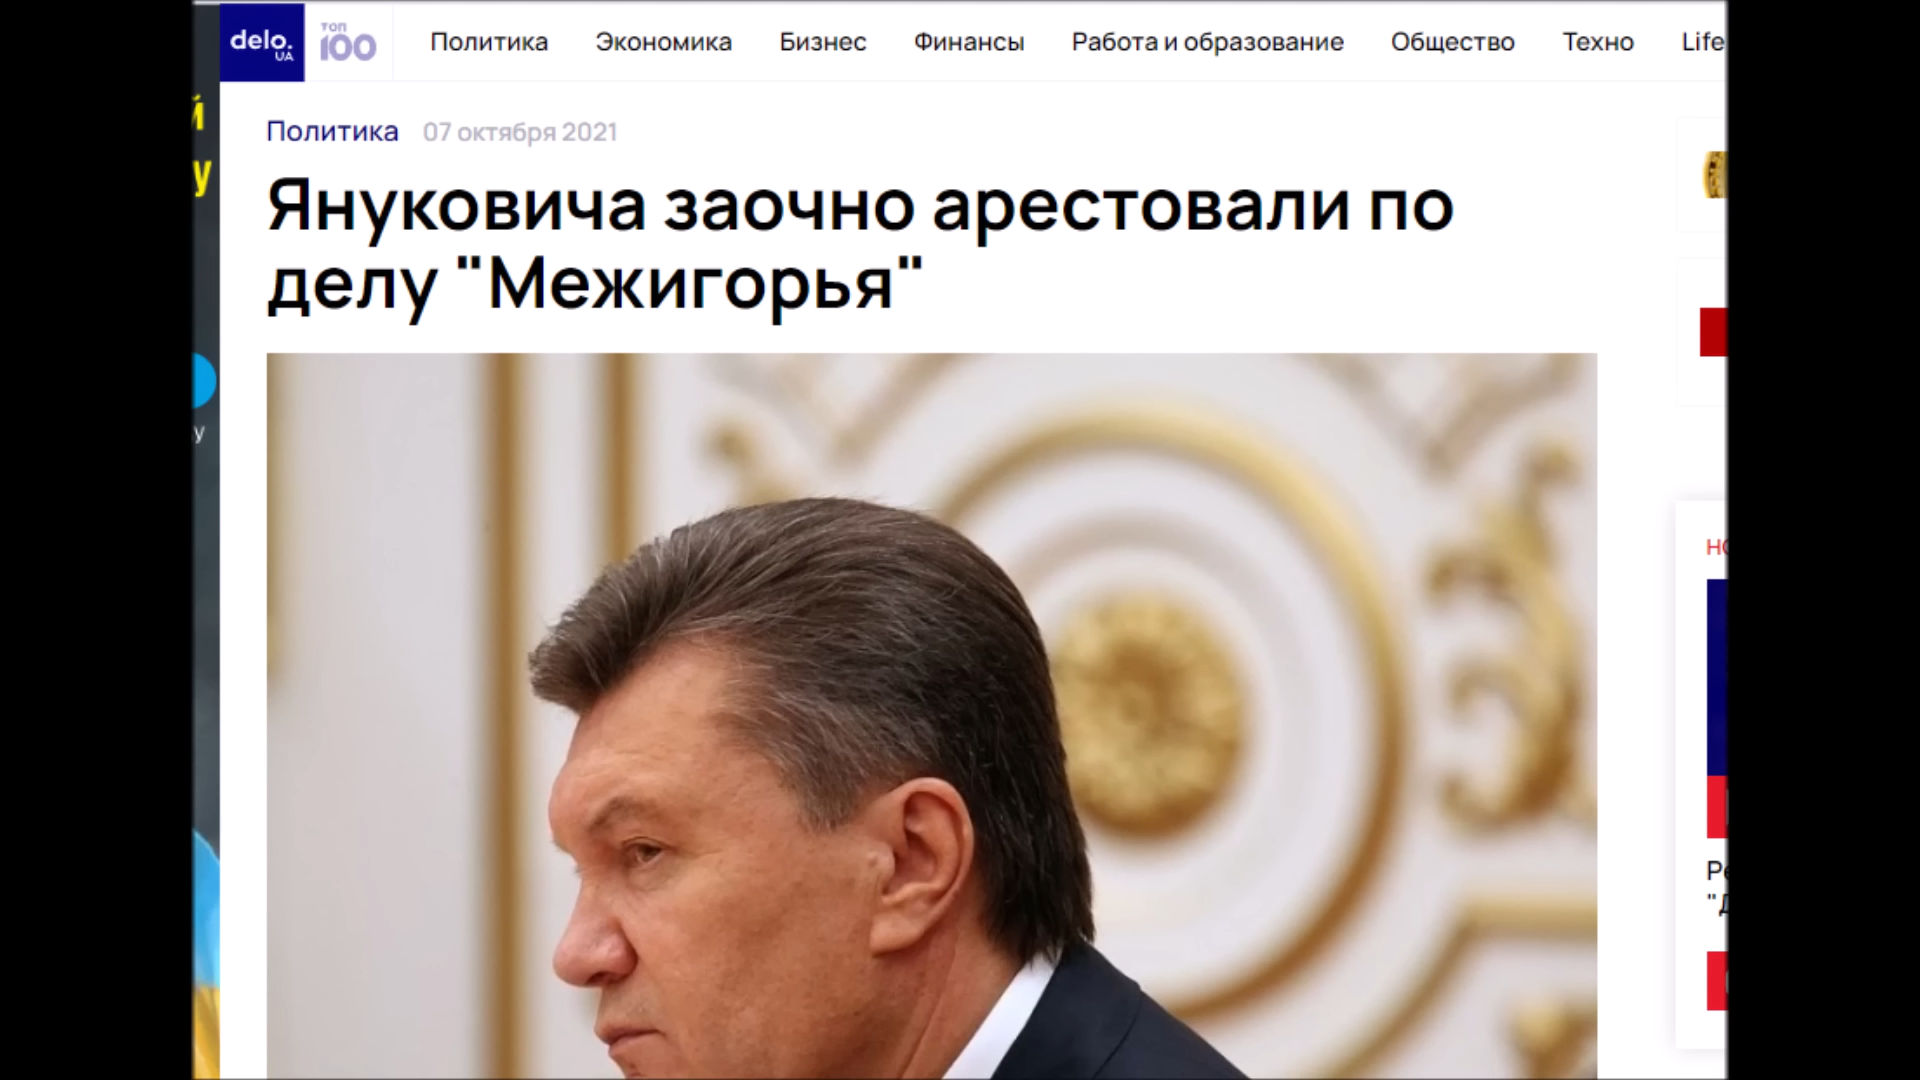 delo.
UA
ТОП
100
Политика
Экономика
Бизнес
Финансы
Работа и образование
Общество
Техно
Life
Политика
07 октября 2021
Януковича заочно арестовали по
делу "Межигорья"